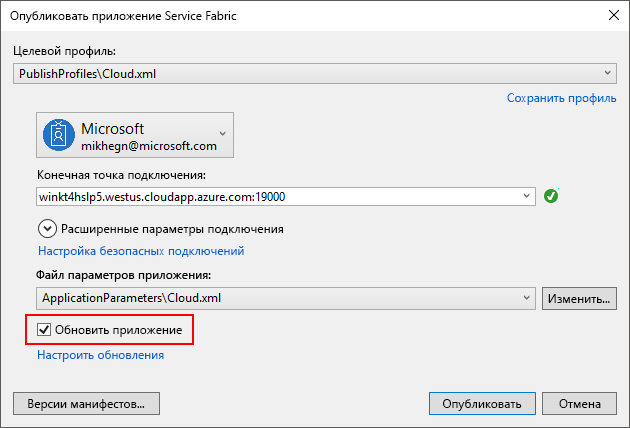 Опубликовать приложение Service Fabric
Целевой профиль:
PublishProfiles\Cloud.xml
Сохранить профиль
Microsoft
mikhegn@microsoft.com
Конечная точка подключения:
winkt4hslp5.westus.cloudapp.azure.com:19000
Расширенные параметры подключения
Настройка безопасных подключений
Файл параметров приложения:
ApplicationParameters\Cloud.xml
Изменить...
Обновить приложение
Настроить обновления
Версии манифестов...
Опубликовать
Отмена